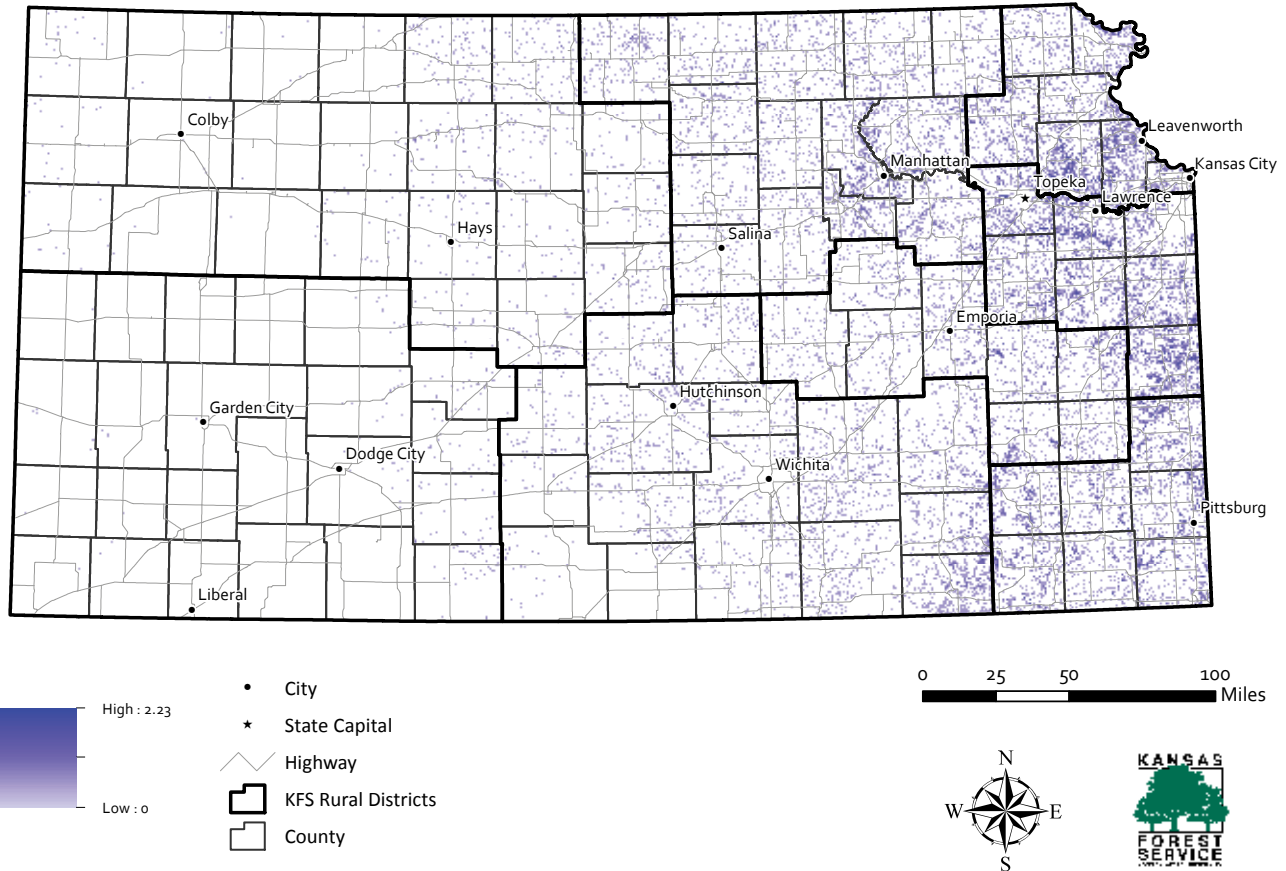 Colby
Leavenworth
Manhattan
Kansas City
Topeka
Lawrence
Hays
Salina
Emporia
Hutchinson
Garden City
Dodge City
Wichita
Pittsburg
Liberal
0 25 50 100
Miles
High : 2.23
Low : 0
City
State Capital
Highway
KFS Rural Districts
County
N
W E
S
KANSAS
FOREST
SERVICE